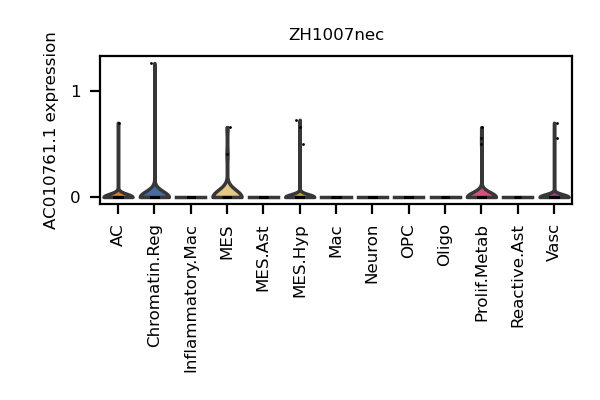 ZH1007nec
AC010761.1 expression
1
0
AC
Chromatin.Reg
Inflammatory.Mac
MES
MES.Ast
MES.Hyp
Mac
Neuron
OPC
Oligo
Prolif.Metab
Reactive.Ast
Vasc